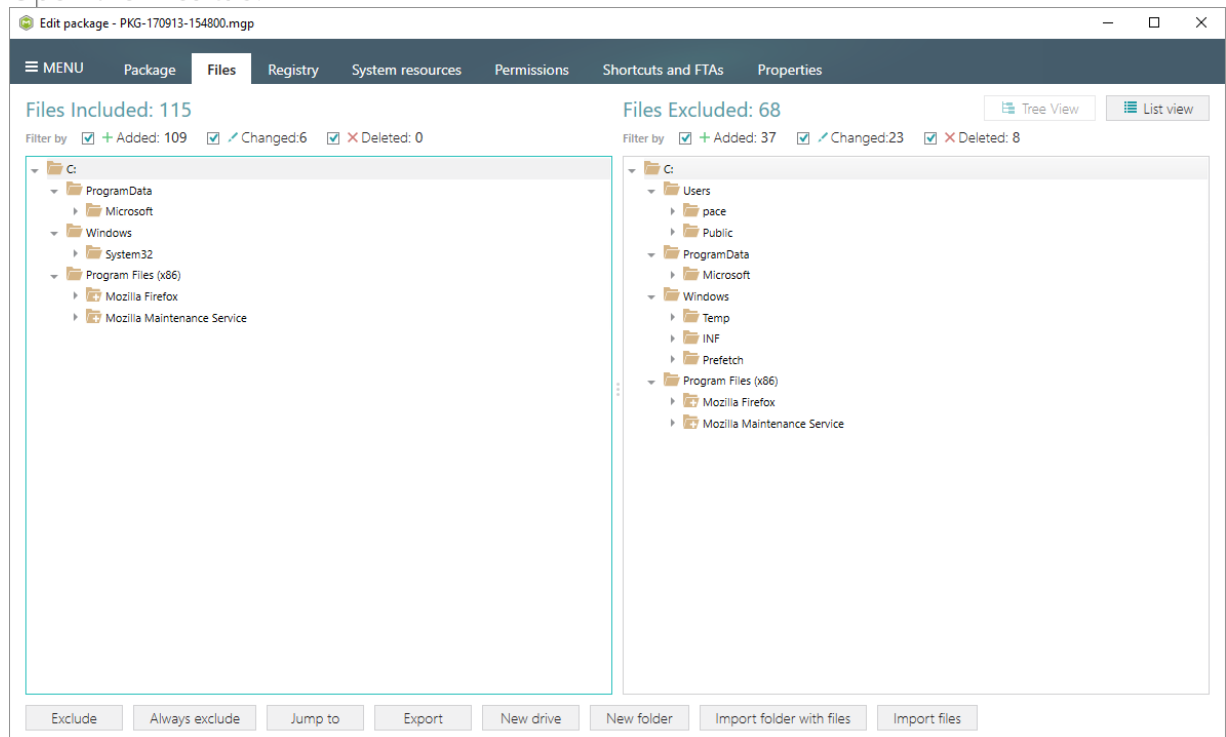 Edit package - PKG-170913-154800.mgp
MENU Package Files Registry System resources Permissions Shortcuts and FTAs Properties
Files Included: 115
Filter by + Added: 109 Changed:6 Deleted: 0
C:
ProgramData
Microsoft
Windows
System32
Program Files (x86)
Mozilla Firefox
Mozilla Maintenance Service
Files Excluded: 68
Tree View List view
Filter by + Added: 37 Changed:23 Deleted: 8
C:
Users
pace
Public
ProgramData
Microsoft
Windows
Temp
INF
Prefetch
Program Files (x86)
Mozilla Firefox
Mozilla Maintenance Service
Exclude Always exclude Jump to Export New drive New folder Import folder with files Import files